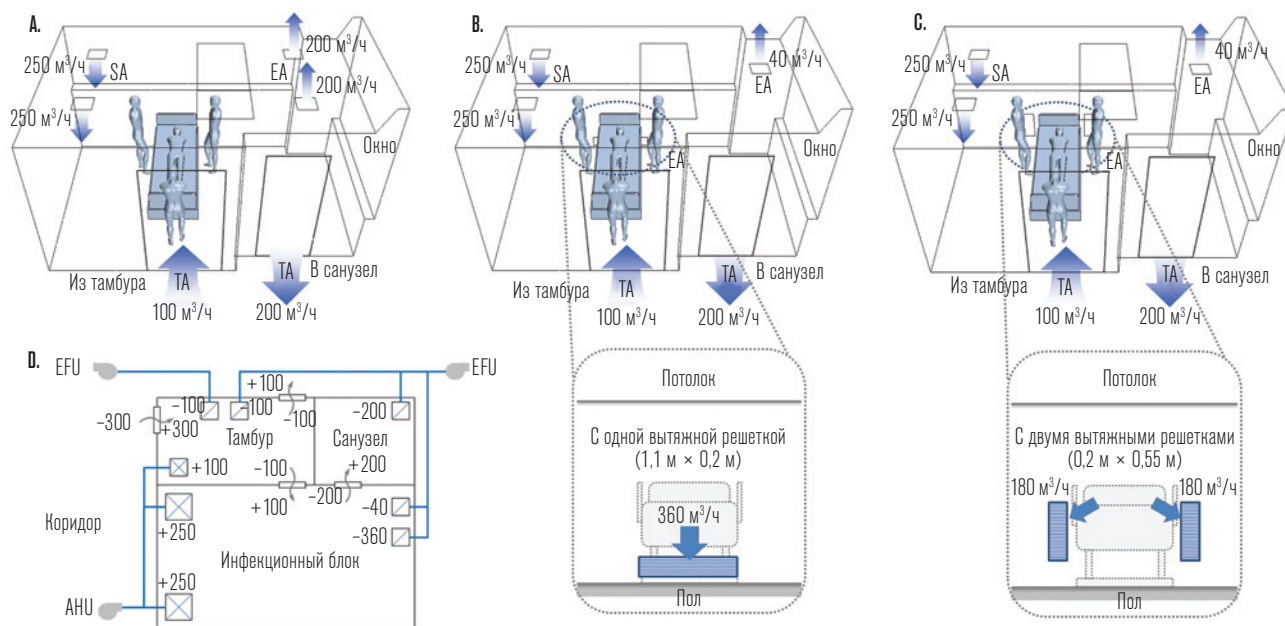 A.
200 м³/ч
250 м³/ч
SA
EA
200 м³/ч
250 м³/ч
Окно
Из тамбура
TA
TA
В санузел
100 м³/ч
200 м³/ч
B.
250 м³/ч
SA
40 м³/ч
EA
250 м³/ч
EA
Окно
Из тамбура
TA
TA
В санузел
100 м³/ч
200 м³/ч
Потолок
С одной вытяжной решеткой
(1,1 м × 0,2 м)
360 м³/ч
Пол
C.
250 м³/ч
SA
40 м³/ч
EA
250 м³/ч
EA
Окно
Из тамбура
TA
TA
В санузел
100 м³/ч
200 м³/ч
Потолок
С двумя вытяжными решетками
(0,2 м × 0,55 м)
180 м³/ч
180 м³/ч
Пол
D.
EFU
EFU
+100
−100
−100
−100
−200
−300
+300
Тамбур
Санузел
+100
−100
+200
+100
−200
−40
Коридор
+250
−360
Инфекционный блок
+250
AHU